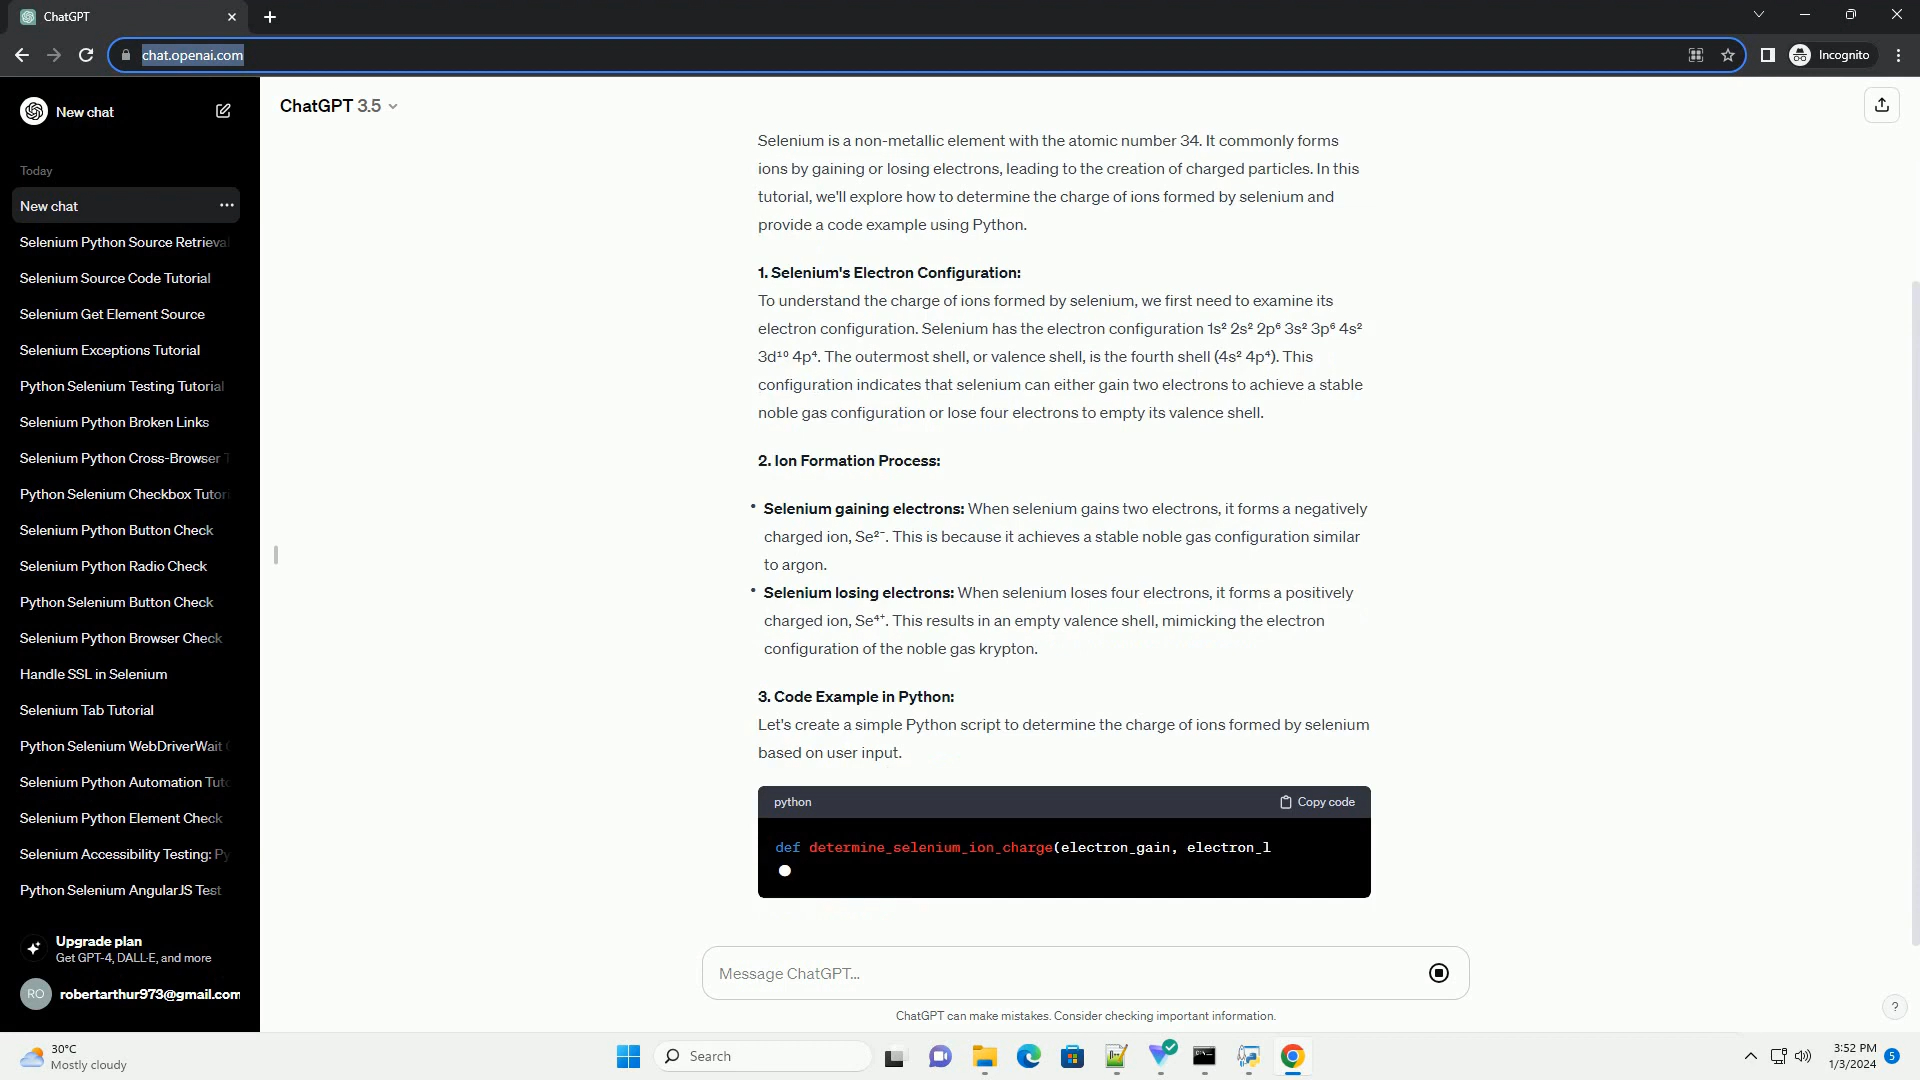 ChatGPT
chat.openai.com
Incognito
New chat
ChatGPT 3.5
Today
New chat
Selenium Python Source Retrieva
Selenium Source Code Tutorial
Selenium Get Element Source
Selenium Exceptions Tutorial
Python Selenium Testing Tutorial
Selenium Python Broken Links
Selenium Python Cross-Browser T
Python Selenium Checkbox Tutori
Selenium Python Button Check
Selenium Python Radio Check
Python Selenium Button Check
Selenium Python Browser Check
Handle SSL in Selenium
Selenium Tab Tutorial
Python Selenium WebDriverWait
Selenium Python Automation Tuto
Selenium Python Element Check
Selenium Accessibility Testing: Py
Python Selenium AngularJS Test
Upgrade plan
Get GPT-4, DALL·E, and more
RO
robertarthur973@gmail.com
Selenium is a non-metallic element with the atomic number 34. It commonly forms
ions by gaining or losing electrons, leading to the creation of charged particles. In this
tutorial, we'll explore how to determine the charge of ions formed by selenium and
provide a code example using Python.
1. Selenium's Electron Configuration:
To understand the charge of ions formed by selenium, we first need to examine its
electron configuration. Selenium has the electron configuration 1s² 2s² 2p⁶ 3s² 3p⁶ 4s²
3d¹⁰ 4p⁴. The outermost shell, or valence shell, is the fourth shell (4s² 4p⁴). This
configuration indicates that selenium can either gain two electrons to achieve a stable
noble gas configuration or lose four electrons to empty its valence shell.
2. Ion Formation Process:
• Selenium gaining electrons: When selenium gains two electrons, it forms a negatively
charged ion, Se²⁻. This is because it achieves a stable noble gas configuration similar
to argon.
• Selenium losing electrons: When selenium loses four electrons, it forms a positively
charged ion, Se⁴⁺. This results in an empty valence shell, mimicking the electron
configuration of the noble gas krypton.
3. Code Example in Python:
Let's create a simple Python script to determine the charge of ions formed by selenium
based on user input.
python
Copy code
def determine_selenium_ion_charge(electron_gain, electron_l
Message ChatGPT...
ChatGPT can make mistakes. Consider checking important information.
?
30°C
Mostly cloudy
Search
3:52 PM
1/3/2024
5